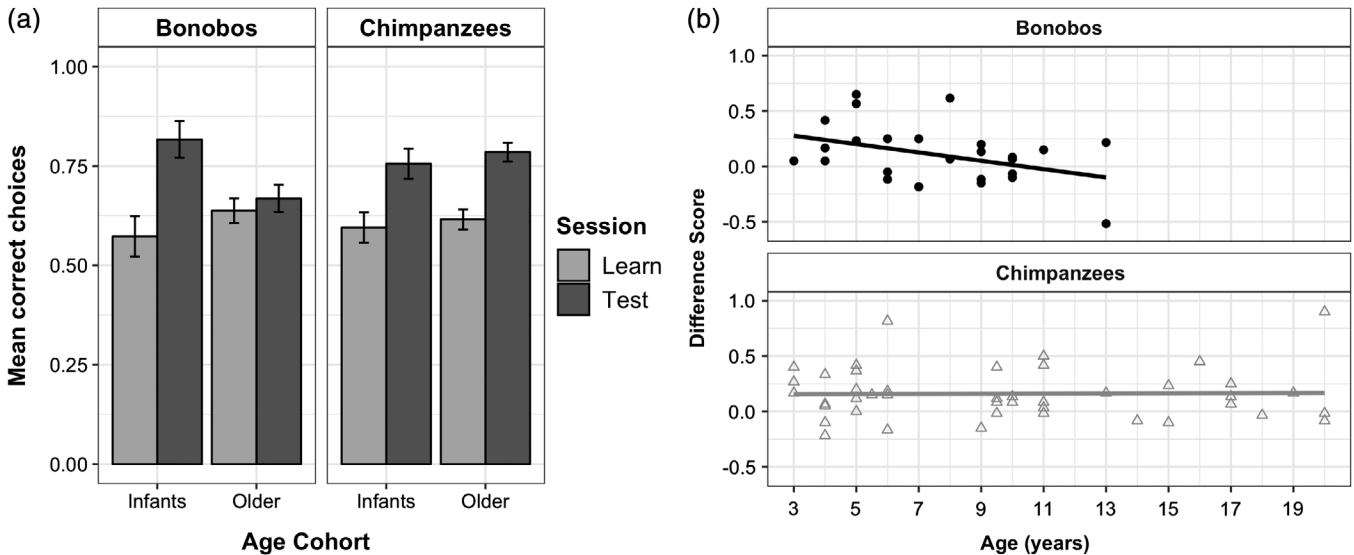 (a)
Bonobos
Chimpanzees
Mean correct choices
1.00
0.75
0.50
0.25
0.00
Infants
Older
Infants
Older
Age Cohort
Session
Learn
Test
(b)
Bonobos
Difference Score
1.0
0.5
0.0
-0.5
Chimpanzees
1.0
0.5
0.0
-0.5
3 5 7 9 11 13 15 17 19
Age (years)